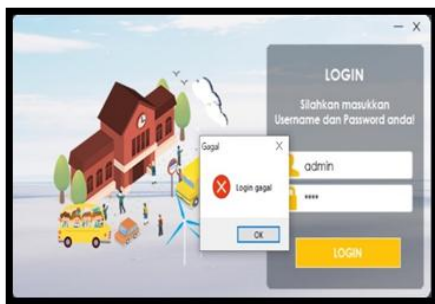 LOGIN
Silahkan masukkan
Username dan Password anda!
Gagal
Login gagal
OK
admin
****
LOGIN